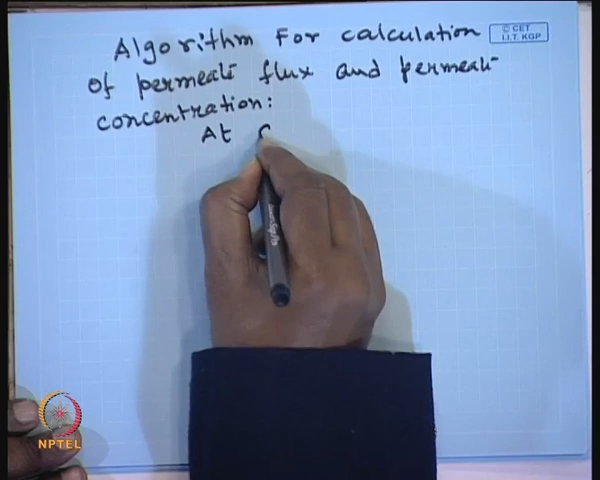 Algorithm For calculation
© CET
I.I.T. KGP
of permeate flux and permeate
concentration:
At C
NPTEL